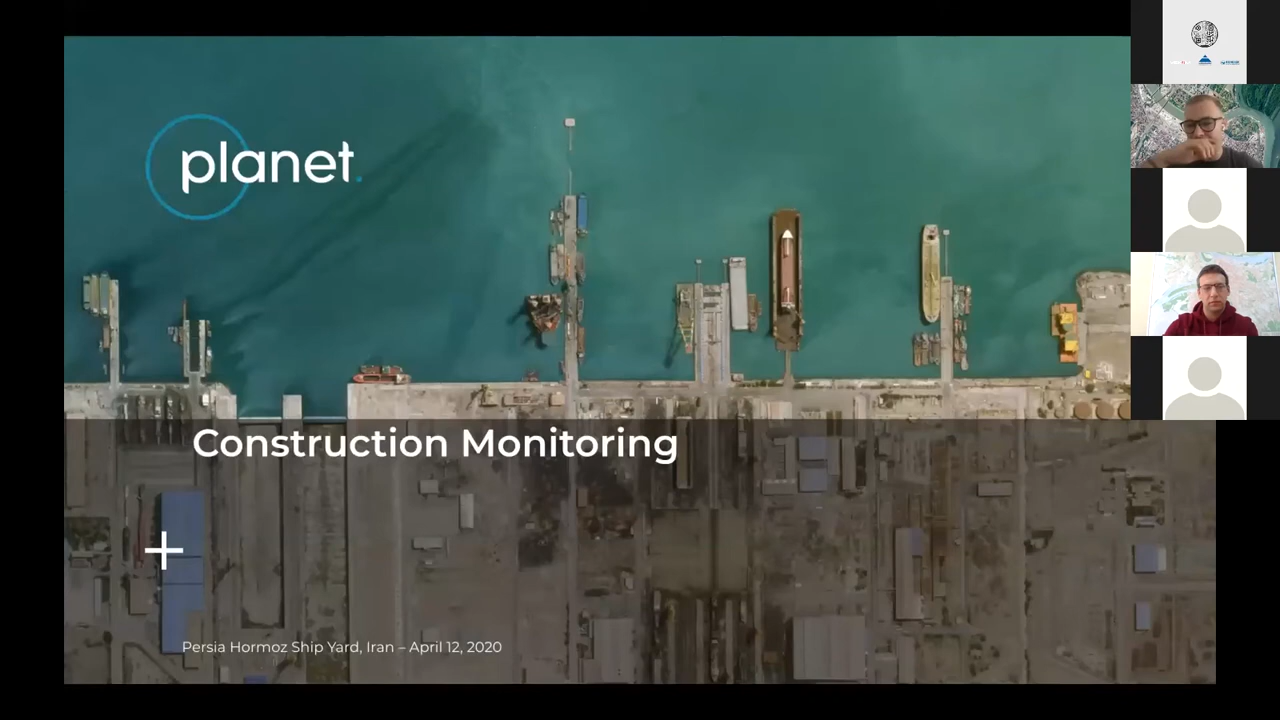 planet.
Construction Monitoring
Persia Hormoz Ship Yard, Iran – April 12, 2020